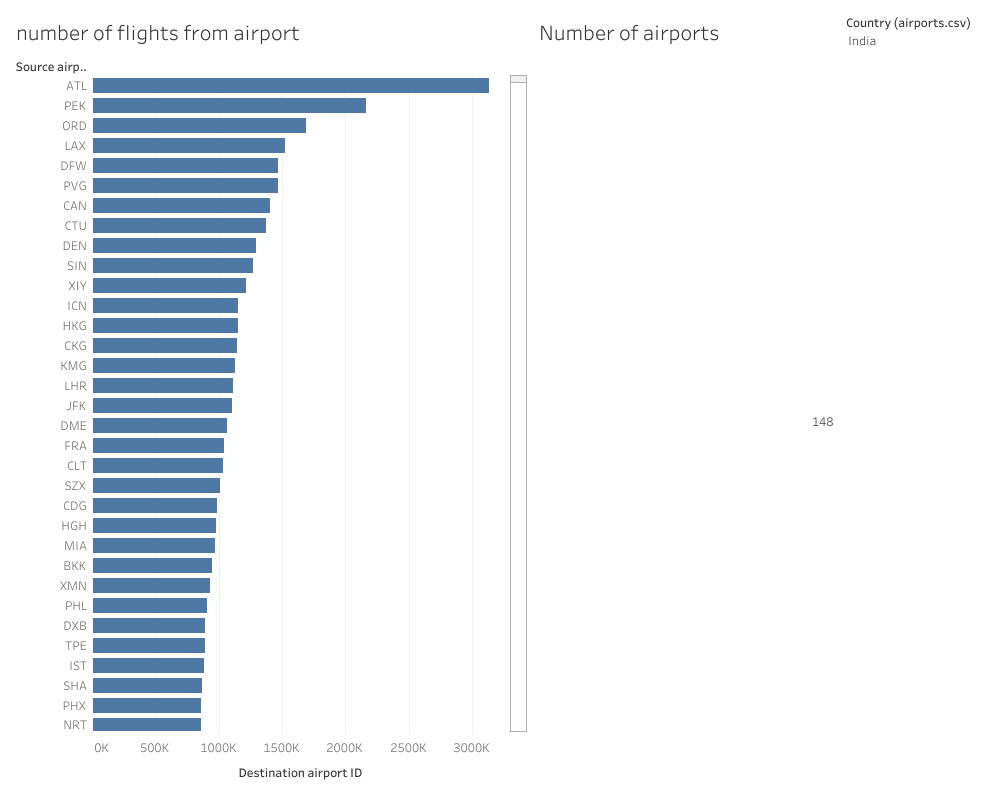 number of flights from airport
Number of airports
Country (airports.csv)
India
Source airp..
ATL
PEK
ORD
LAX
DFW
PVG
CAN
CTU
DEN
SIN
XIY
ICN
HKG
CKG
KMG
LHR
JFK
DME
FRA
CLT
SZX
CDG
HGH
MIA
BKK
XMN
PHL
DXB
TPE
IST
SHA
PHX
NRT
0K 500K 1000K 1500K 2000K 2500K 3000K
Destination airport ID
148